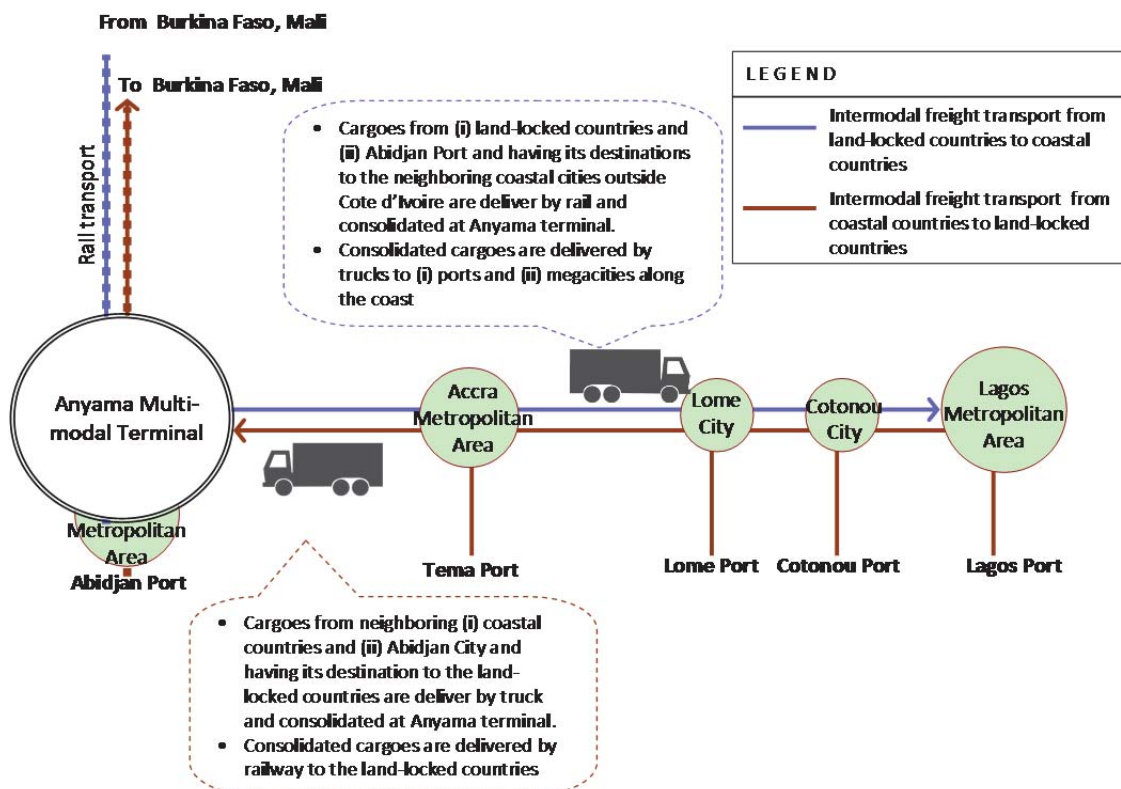 From Burkina Faso, Mali
To Burkina Faso, Mali
Rail transport
LEGEND
Intermodal freight transport from
land-locked countries to coastal
countries
Intermodal freight transport from
coastal countries to land-locked
countries
• Cargoes from (i) land-locked countries and
(ii) Abidjan Port and having its destinations
to the neighboring coastal cities outside
Cote d'Ivoire are deliver by rail and
consolidated at Anyama terminal.
• Consolidated cargoes are delivered by
trucks to (i) ports and (ii) megacities along
the coast
Anyama Multi-
modal Terminal
Accra
Metropolitan
Area
Lome
City
Cotonou
City
Lagos
Metropolitan
Area
Metropolitan
Area
Abidjan Port
Tema Port
Lome Port
Cotonou Port
Lagos Port
• Cargoes from neighboring (i) coastal
countries and (ii) Abidjan City and
having its destination to the land-
locked countries are deliver by truck
and consolidated at Anyama terminal.
• Consolidated cargoes are delivered by
railway to the land-locked countries